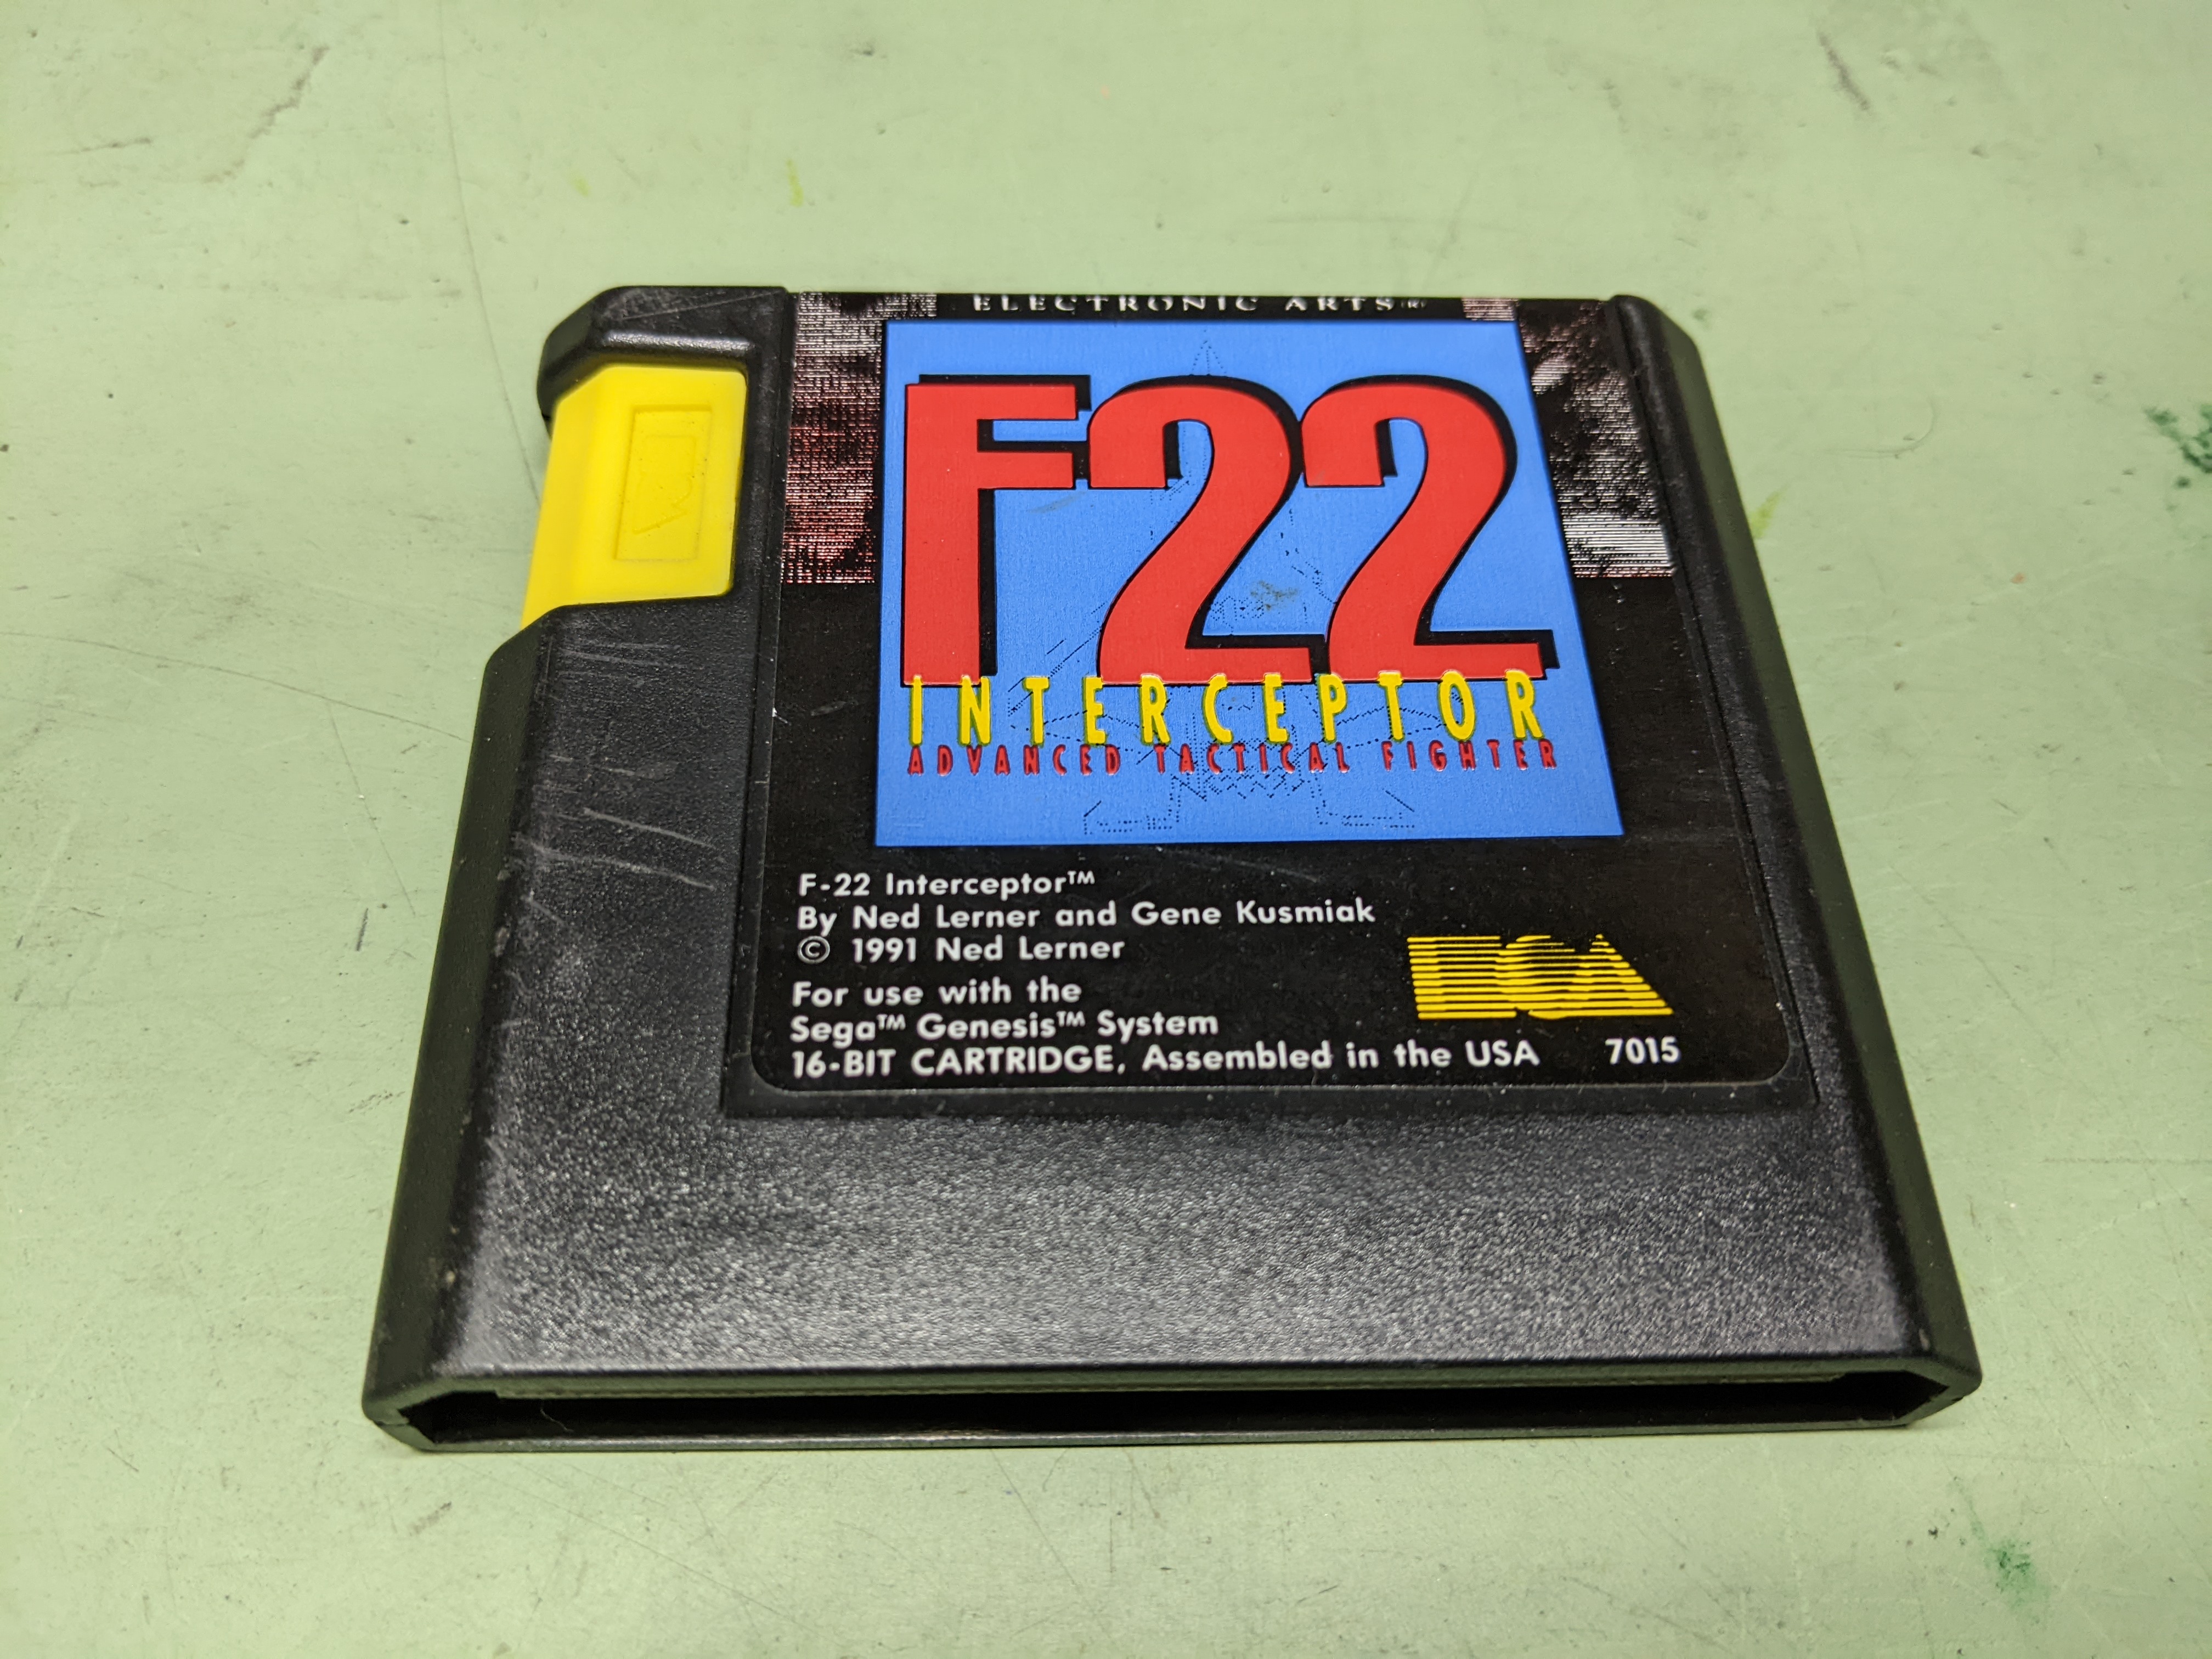 ELECTRONIC ARTS(R)
F22
INTERCEPTOR
ADVANCED TACTICAL FIGHTER
F-22 Interceptor™
By Ned Lerner and Gene Kusmiak
© 1991 Ned Lerner
For use with the
Sega™ Genesis™ System
EA
16-BIT CARTRIDGE, Assembled in the USA 7015